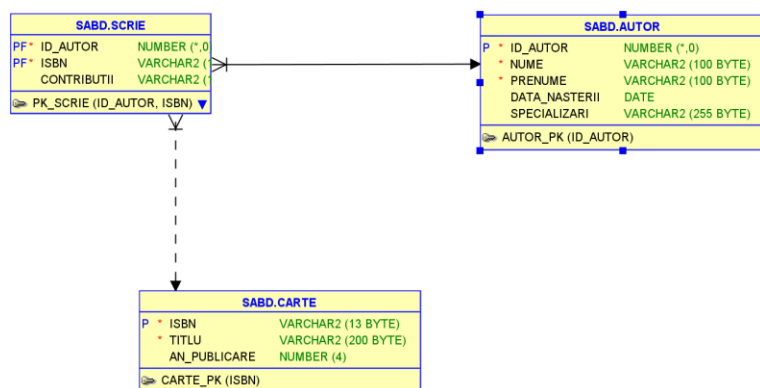 SABD.SCRIE
PF* ID_AUTOR NUMBER (*,0
PF* ISBN VARCHAR2 (
CONTRIBUTII VARCHAR2 (
PK_SCRIE (ID_AUTOR, ISBN)
SABD.AUTOR
P * ID_AUTOR NUMBER (*,0)
* NUME VARCHAR2 (100 BYTE)
* PRENUME VARCHAR2 (100 BYTE)
DATA_NASTERII DATE
SPECIALIZARI VARCHAR2 (255 BYTE)
AUTOR_PK (ID_AUTOR)
SABD.CARTE
P * ISBN VARCHAR2 (13 BYTE)
* TITLU VARCHAR2 (200 BYTE)
AN_PUBLICARE NUMBER (4)
CARTE_PK (ISBN)